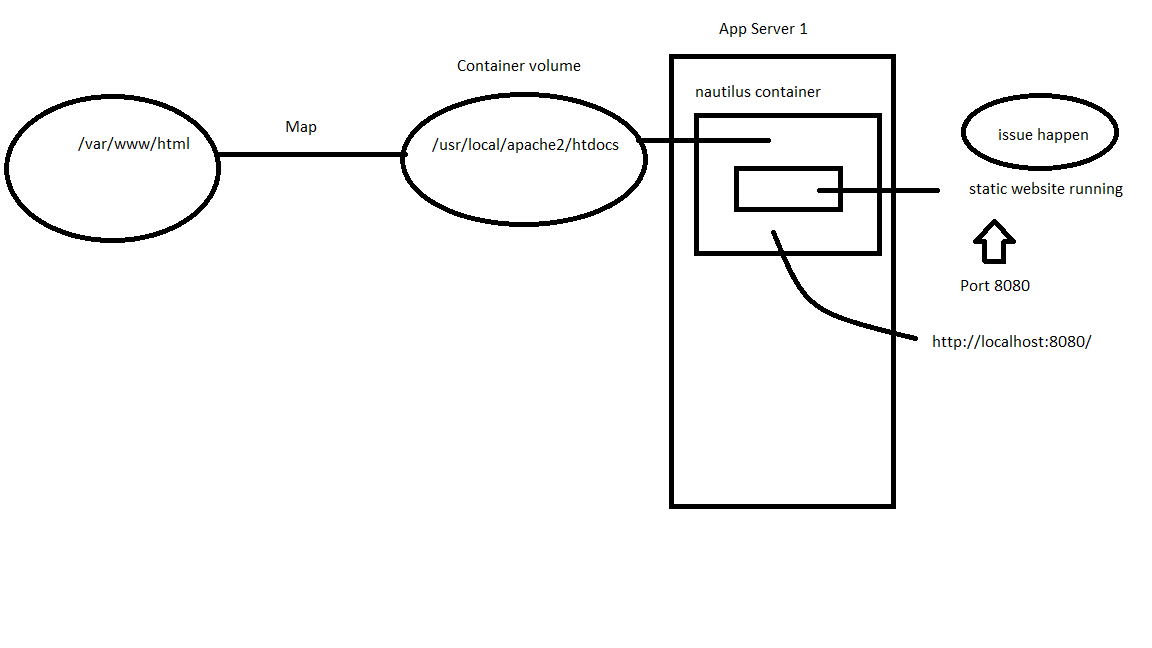 App Server 1
Container volume
nautilus container
/var/www/html
Map
/usr/local/apache2/htdocs
issue happen
static website running
Port 8080
http://localhost:8080/